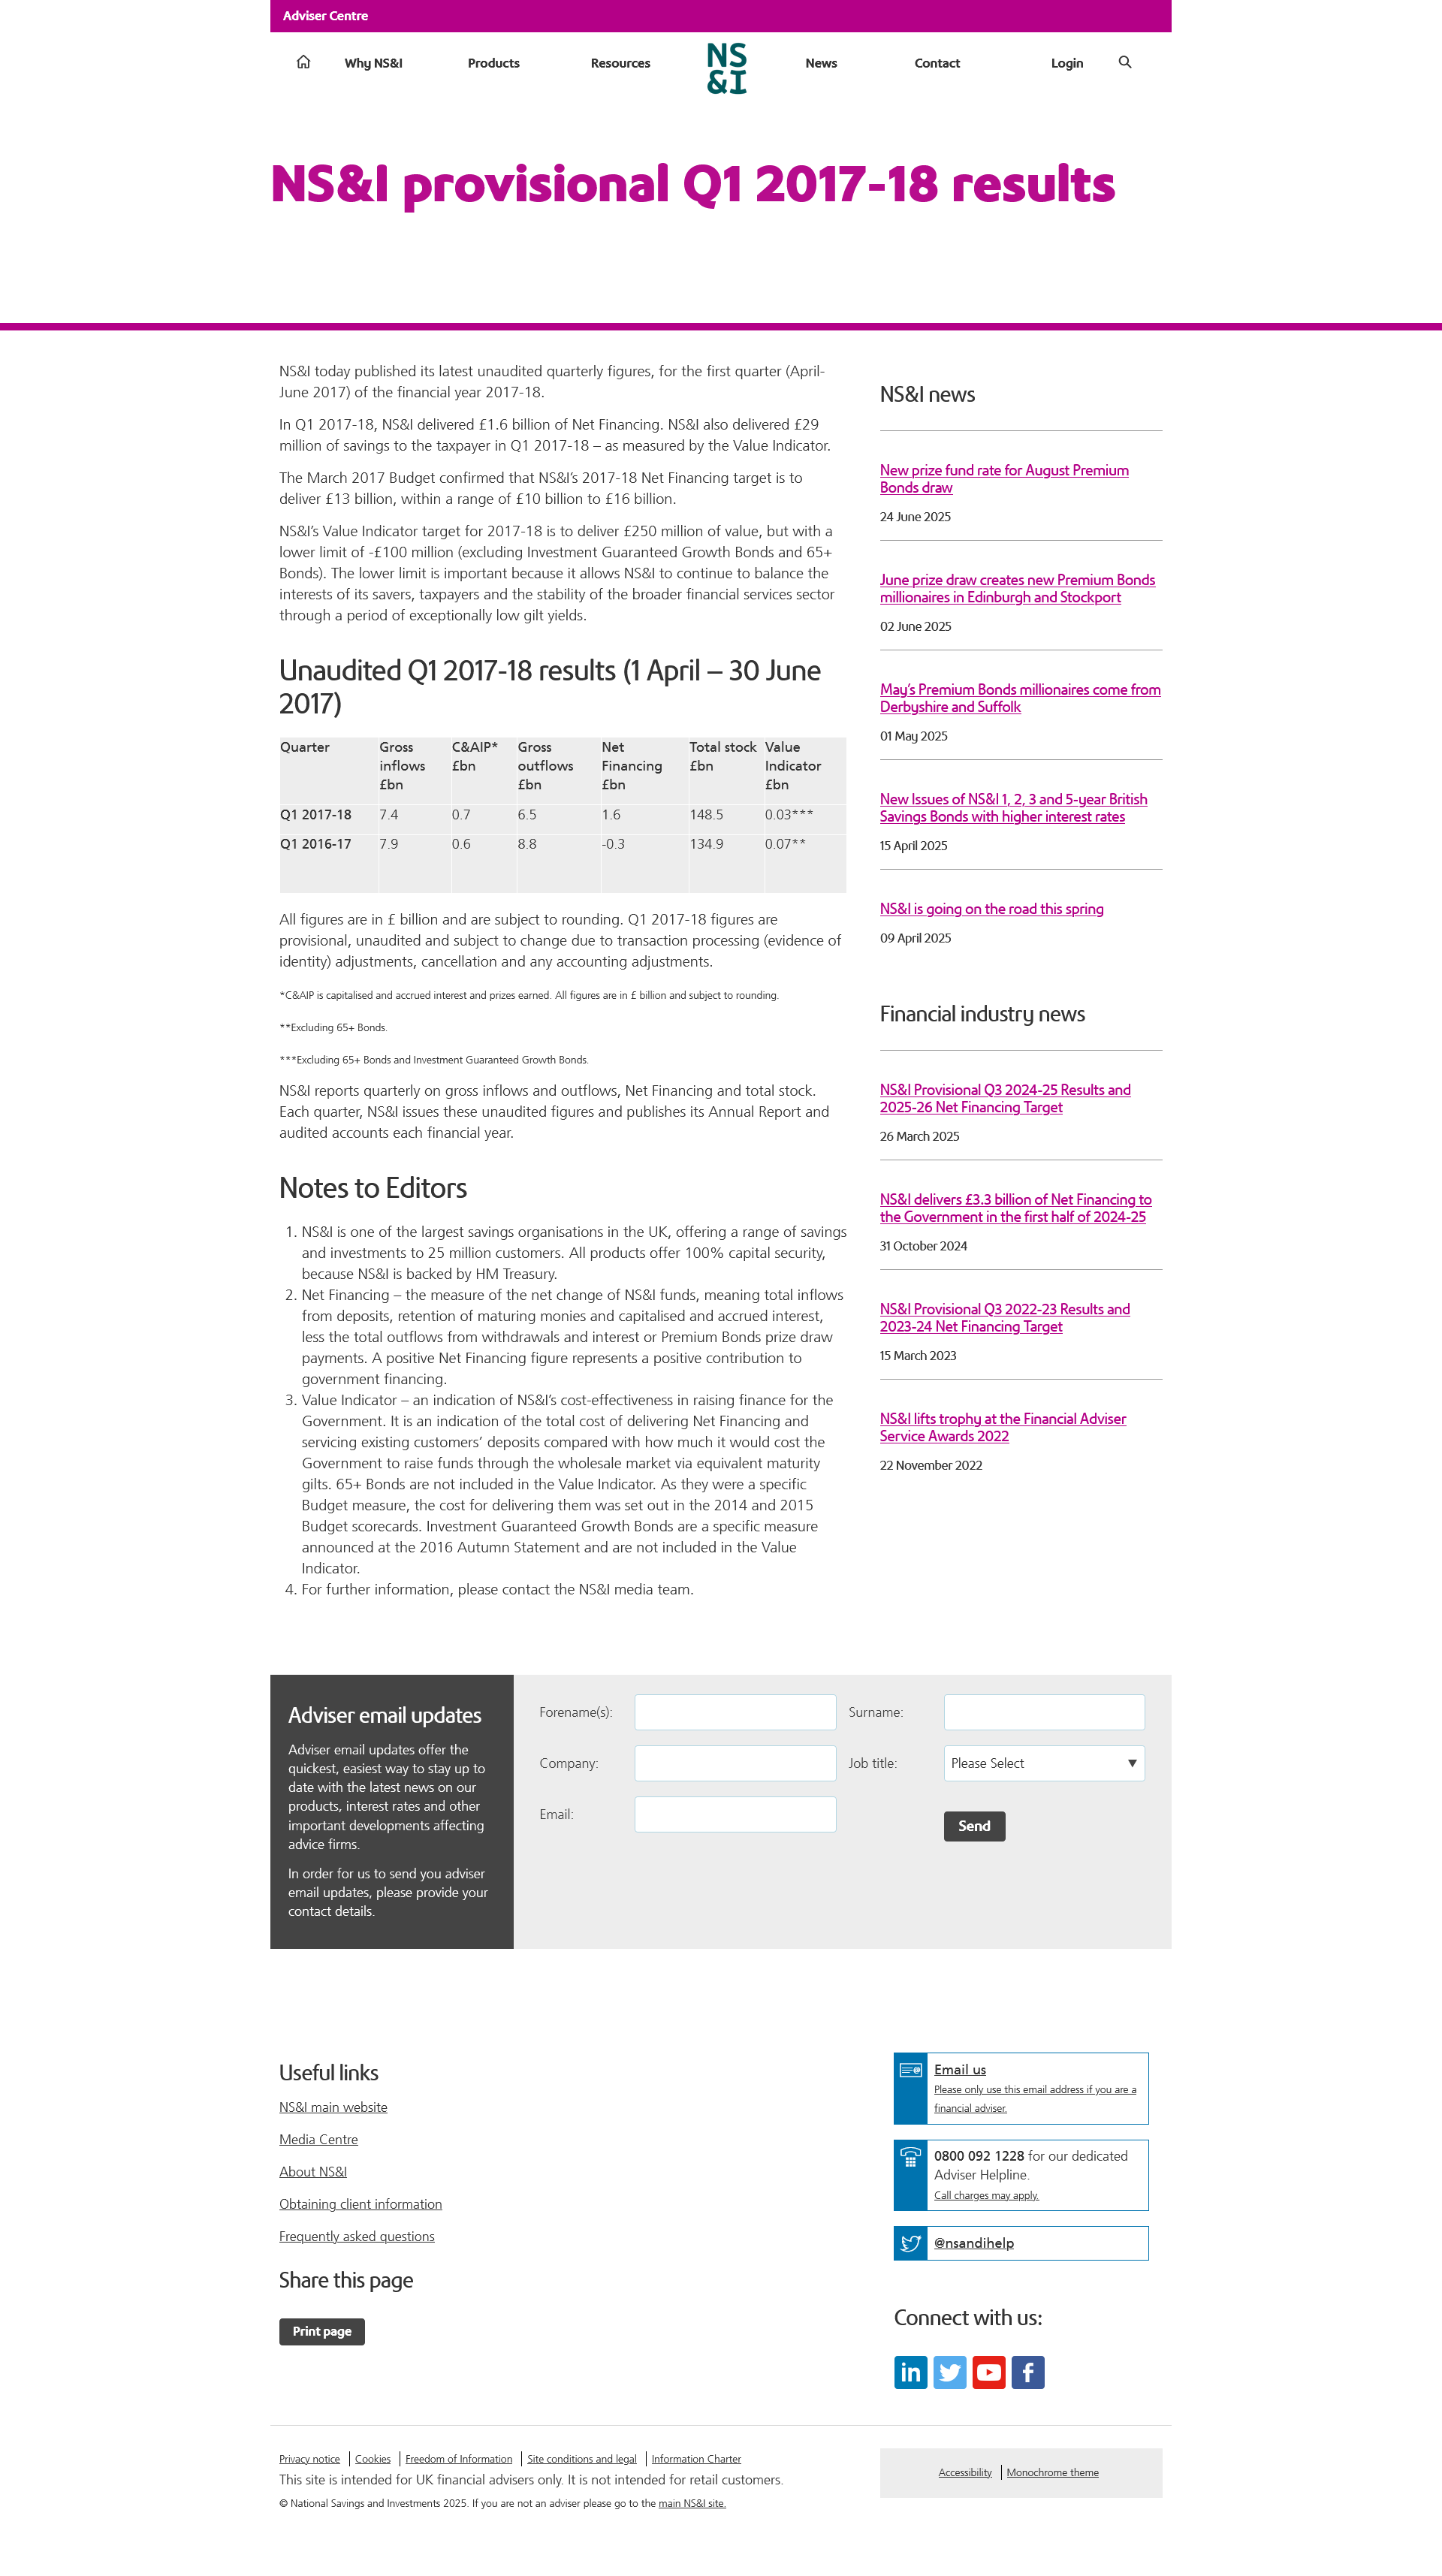 Adviser Centre
Why NS&I
Products
Resources
NS
&I
News
Contact
Login
NS&I provisional Q1 2017-18 results
NS&I today published its latest unaudited quarterly figures, for the first quarter (April-
June 2017) of the financial year 2017-18.
In Q1 2017-18, NS&I delivered £1.6 billion of Net Financing. NS&I also delivered £29
million of savings to the taxpayer in Q1 2017-18 – as measured by the Value Indicator.
The March 2017 Budget confirmed that NS&I’s 2017-18 Net Financing target is to
deliver £13 billion, within a range of £10 billion to £16 billion.
NS&I’s Value Indicator target for 2017-18 is to deliver £250 million of value, but with a
lower limit of -£100 million (excluding Investment Guaranteed Growth Bonds and 65+
Bonds). The lower limit is important because it allows NS&I to continue to balance the
interests of its savers, taxpayers and the stability of the broader financial services sector
through a period of exceptionally low gilt yields.
Unaudited Q1 2017-18 results (1 April – 30 June
2017)
Quarter Gross inflows £bn C&AIP* £bn Gross outflows £bn Net Financing £bn Total stock £bn Value Indicator £bn
Q1 2017-18 7.4 0.7 6.5 1.6 148.5 0.03***
Q1 2016-17 7.9 0.6 8.8 -0.3 134.9 0.07**
All figures are in £ billion and are subject to rounding. Q1 2017-18 figures are
provisional, unaudited and subject to change due to transaction processing (evidence of
identity) adjustments, cancellation and any accounting adjustments.
*C&AIP is capitalised and accrued interest and prizes earned. All figures are in £ billion and subject to rounding.
**Excluding 65+ Bonds.
***Excluding 65+ Bonds and Investment Guaranteed Growth Bonds.
NS&I reports quarterly on gross inflows and outflows, Net Financing and total stock.
Each quarter, NS&I issues these unaudited figures and publishes its Annual Report and
audited accounts each financial year.
Notes to Editors
1. NS&I is one of the largest savings organisations in the UK, offering a range of savings
and investments to 25 million customers. All products offer 100% capital security,
because NS&I is backed by HM Treasury.
2. Net Financing – the measure of the net change of NS&I funds, meaning total inflows
from deposits, retention of maturing monies and capitalised and accrued interest,
less the total outflows from withdrawals and interest or Premium Bonds prize draw
payments. A positive Net Financing figure represents a positive contribution to
government financing.
3. Value Indicator – an indication of NS&I’s cost-effectiveness in raising finance for the
Government. It is an indication of the total cost of delivering Net Financing and
servicing existing customers’ deposits compared with how much it would cost the
Government to raise funds through the wholesale market via equivalent maturity
gilts. 65+ Bonds are not included in the Value Indicator. As they were a specific
Budget measure, the cost for delivering them was set out in the 2014 and 2015
Budget scorecards. Investment Guaranteed Growth Bonds are a specific measure
announced at the 2016 Autumn Statement and are not included in the Value
Indicator.
4. For further information, please contact the NS&I media team.
NS&I news
New prize fund rate for August Premium
Bonds draw
24 June 2025
June prize draw creates new Premium Bonds
millionaires in Edinburgh and Stockport
02 June 2025
May’s Premium Bonds millionaires come from
Derbyshire and Suffolk
01 May 2025
New Issues of NS&I 1, 2, 3 and 5-year British
Savings Bonds with higher interest rates
15 April 2025
NS&I is going on the road this spring
09 April 2025
Financial industry news
NS&I Provisional Q3 2024-25 Results and
2025-26 Net Financing Target
26 March 2025
NS&I delivers £3.3 billion of Net Financing to
the Government in the first half of 2024-25
31 October 2024
NS&I Provisional Q3 2022-23 Results and
2023-24 Net Financing Target
15 March 2023
NS&I lifts trophy at the Financial Adviser
Service Awards 2022
22 November 2022
Adviser email updates
Adviser email updates offer the
quickest, easiest way to stay up to
date with the latest news on our
products, interest rates and other
important developments affecting
advice firms.
In order for us to send you adviser
email updates, please provide your
contact details.
Forename(s):
Surname:
Company:
Job title:
Please Select
Email:
Send
Useful links
NS&I main website
Media Centre
About NS&I
Obtaining client information
Frequently asked questions
Share this page
Print page
Email us
Please only use this email address if you are a
financial adviser.
0800 092 1228 for our dedicated
Adviser Helpline.
Call charges may apply.
@nsandihelp
Connect with us:
Privacy notice
Cookies
Freedom of Information
Site conditions and legal
Information Charter
This site is intended for UK financial advisers only. It is not intended for retail customers.
© National Savings and Investments 2025. If you are not an adviser please go to the main NS&I site.
Accessibility
Monochrome theme